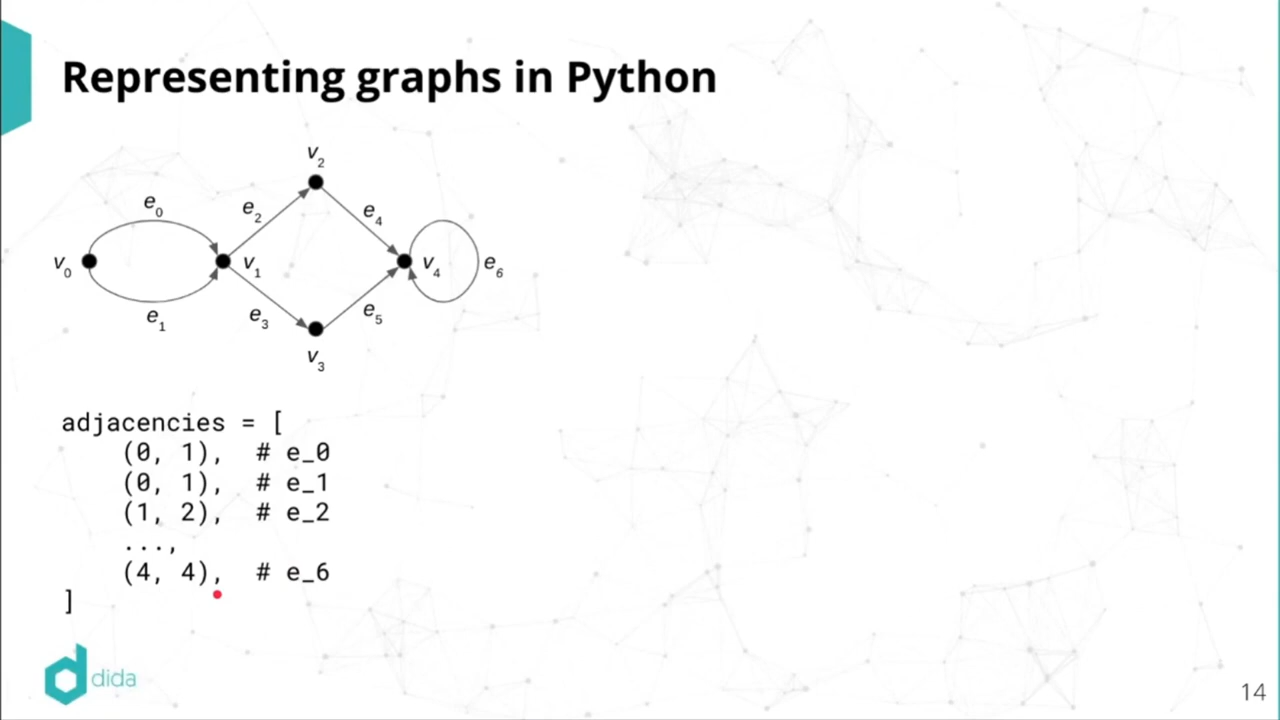 Representing graphs in Python
v2
e0
e2
e4
v0
v1
v4
e6
e1
e3
e5
v3
adjacencies = [
(0, 1), # e_0
(0, 1), # e_1
(1, 2), # e_2
...,
(4, 4), # e_6
]
dida
14